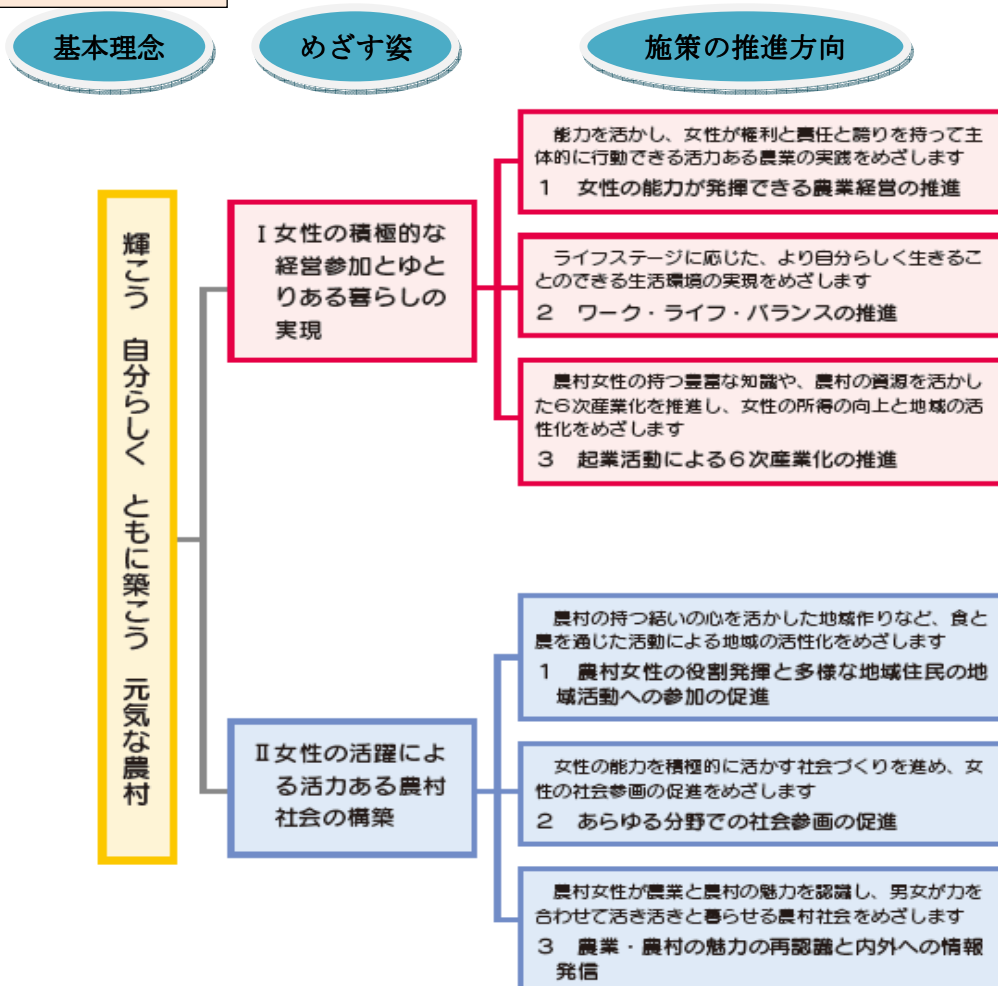 基本理念
めざす姿
施策の推進方向
輝こう 自分らしく ともに築こう 元気な農村
Ⅰ女性の積極的な
経営参加とゆと
りある暮らしの
実現
能力を活かし、女性が権利と責任と誇りを持って主
体的に行動できる活力ある農業の実践をめざします
1 女性の能力が発揮できる農業経営の推進
ライフステージに応じた、より自分らしく生きるこ
とのできる生活環境の実現をめざします
2 ワーク・ライフ・バランスの推進
農村女性の持つ豊富な知識や、農村の資源を活かし
た6次産業化を推進し、女性の所得の向上と地域の活
性化をめざします
3 起業活動による6次産業化の推進
Ⅱ女性の活躍によ
る活力ある農村
社会の構築
農村の持つ結いの心を活かした地域作りなど、食と
農を通じた活動による地域の活性化をめざします
1 農村女性の役割発揮と多様な地域住民の地
域活動への参加の促進
女性の能力を積極的に活かす社会づくりを進め、女
性の社会参画の促進をめざします
2 あらゆる分野での社会参画の促進
農村女性が農業と農村の魅力を認識し、男女が力を
合わせて活き活きと暮らせる農村社会をめざします
3 農業・農村の魅力の再認識と内外への情報
発信